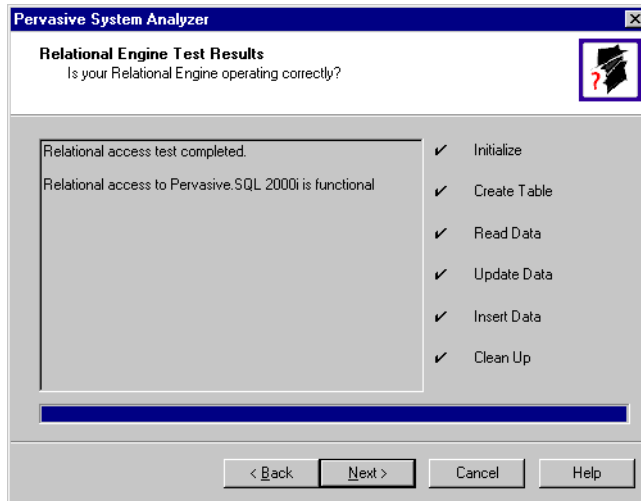 Pervasive System Analyzer
Relational Engine Test Results
Is your Relational Engine operating correctly?
?
Relational access test completed.
Relational access to Pervasive.SQL 2000i is functional
Initialize
Create Table
Read Data
Update Data
Insert Data
Clean Up
< Back
Next >
Cancel
Help